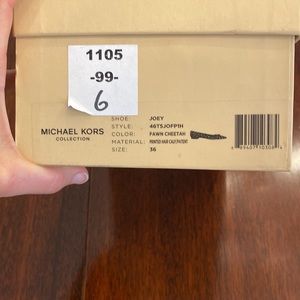 1105
-99-
6
SHOE: JOEY
STYLE: 46T5JOFP1H
MICHAEL KORS
COLOR: FAWN CHEETAH
COLLECTION
MATERIAL: PRINTED HAIR CALF/PATENT
SIZE: 36